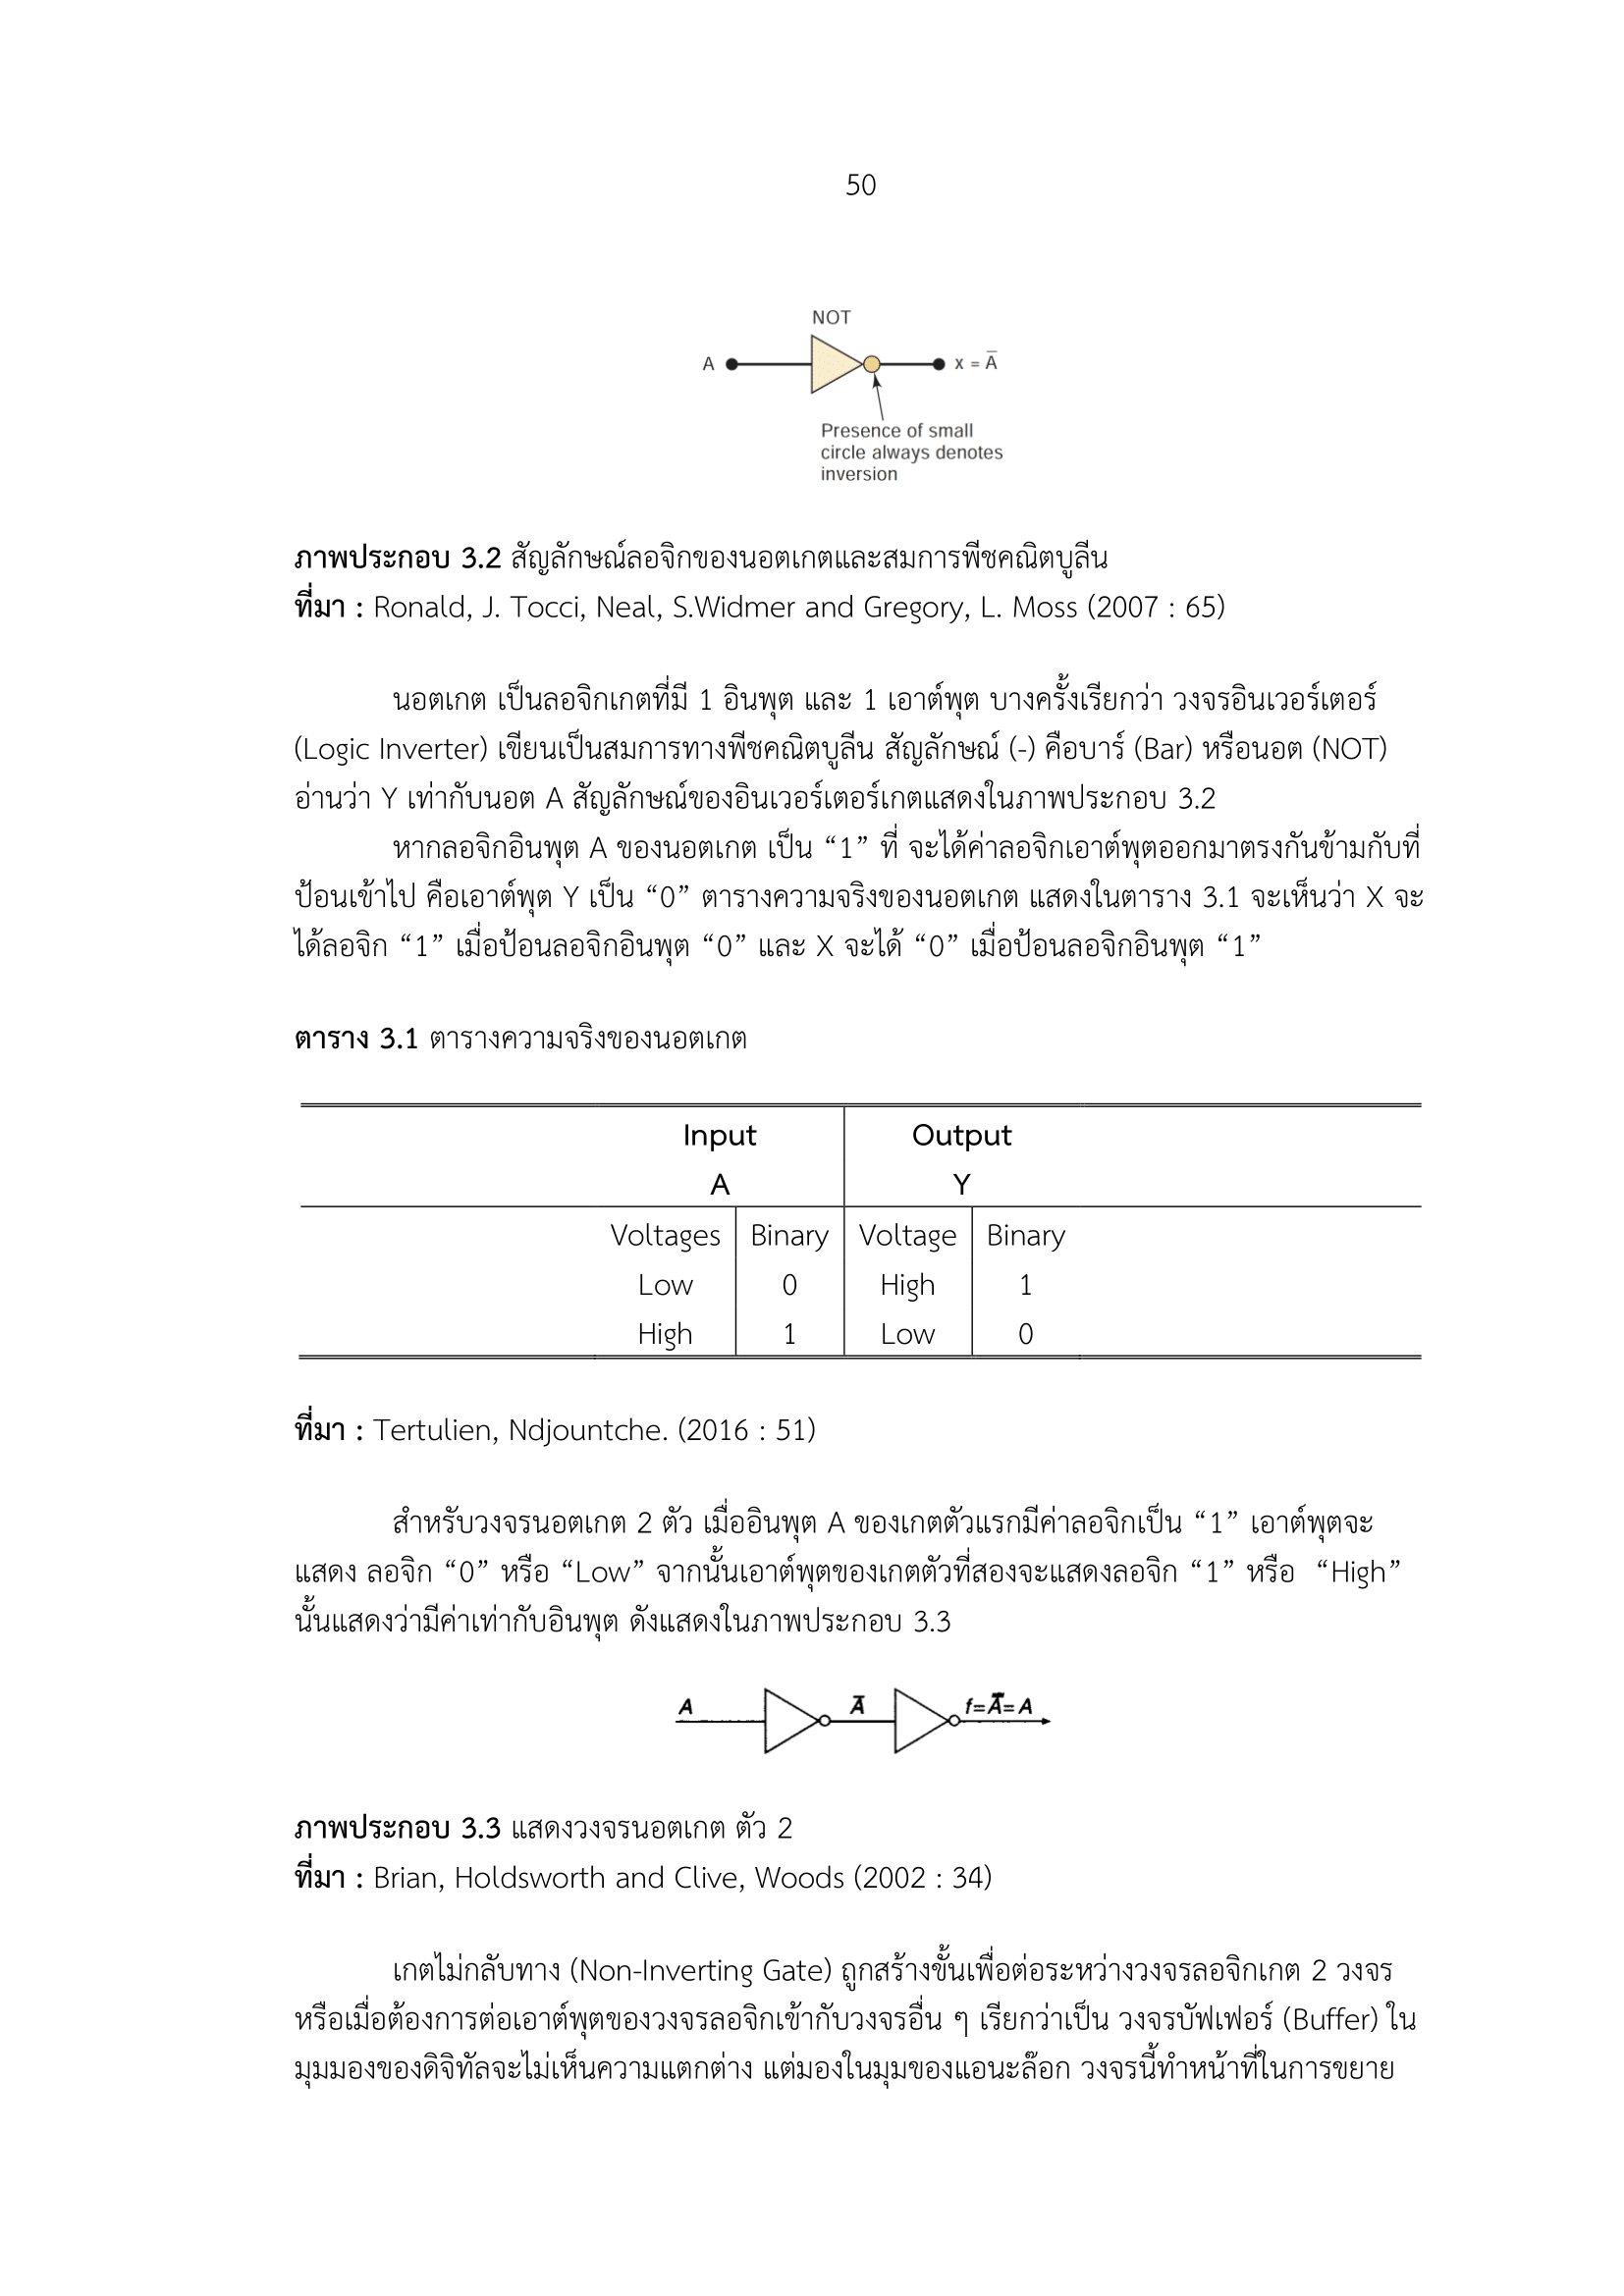 50
NOT
A
x = A̅
Presence of small
circle always denotes
inversion
ภาพประกอบ 3.2 สัญลักษณ์ลอจิกของนอตเกตและสมการพีชคณิตบูลีน
ที่มา : Ronald, J. Tocci, Neal, S.Widmer and Gregory, L. Moss (2007 : 65)
นอตเกต เป็นลอจิกเกตที่มี 1 อินพุต และ 1 เอาต์พุต บางครั้งเรียกว่า วงจรอินเวอร์เตอร์
(Logic Inverter) เขียนเป็นสมการทางพีชคณิตบูลีน สัญลักษณ์ (-) คือบาร์ (Bar) หรือนอต (NOT)
อ่านว่า Y เท่ากับนอต A สัญลักษณ์ของอินเวอร์เตอร์เกตแสดงในภาพประกอบ 3.2
หากลอจิกอินพุต A ของนอตเกต เป็น “1” ที่ จะได้ค่าลอจิกเอาต์พุตออกมาตรงกันข้ามกับที่
ป้อนเข้าไป คือเอาต์พุต Y เป็น “0” ตารางความจริงของนอตเกต แสดงในตาราง 3.1 จะเห็นว่า X จะ
ได้ลอจิก “1” เมื่อป้อนลอจิกอินพุต “0” และ X จะได้ “0” เมื่อป้อนลอจิกอินพุต “1”
ตาราง 3.1 ตารางความจริงของนอตเกต
Input Output
A Y
Voltages Binary Voltage Binary
Low 0 High 1
High 1 Low 0
ที่มา : Tertulien, Ndjountche. (2016 : 51)
สำหรับวงจรนอตเกต 2 ตัว เมื่ออินพุต A ของเกตตัวแรกมีค่าลอจิกเป็น “1” เอาต์พุตจะ
แสดง ลอจิก “0” หรือ “Low” จากนั้นเอาต์พุตของเกตตัวที่สองจะแสดงลอจิก “1” หรือ “High”
นั้นแสดงว่ามีค่าเท่ากับอินพุต ดังแสดงในภาพประกอบ 3.3
A A̅ f=A̿=A
ภาพประกอบ 3.3 แสดงวงจรนอตเกต ตัว 2
ที่มา : Brian, Holdsworth and Clive, Woods (2002 : 34)
เกตไม่กลับทาง (Non-Inverting Gate) ถูกสร้างขั้นเพื่อต่อระหว่างวงจรลอจิกเกต 2 วงจร
หรือเมื่อต้องการต่อเอาต์พุตของวงจรลอจิกเข้ากับวงจรอื่น ๆ เรียกว่าเป็น วงจรบัฟเฟอร์ (Buffer) ใน
มุมมองของดิจิทัลจะไม่เห็นความแตกต่าง แต่มองในมุมของแอนะล๊อก วงจรนี้ทำหน้าที่ในการขยาย